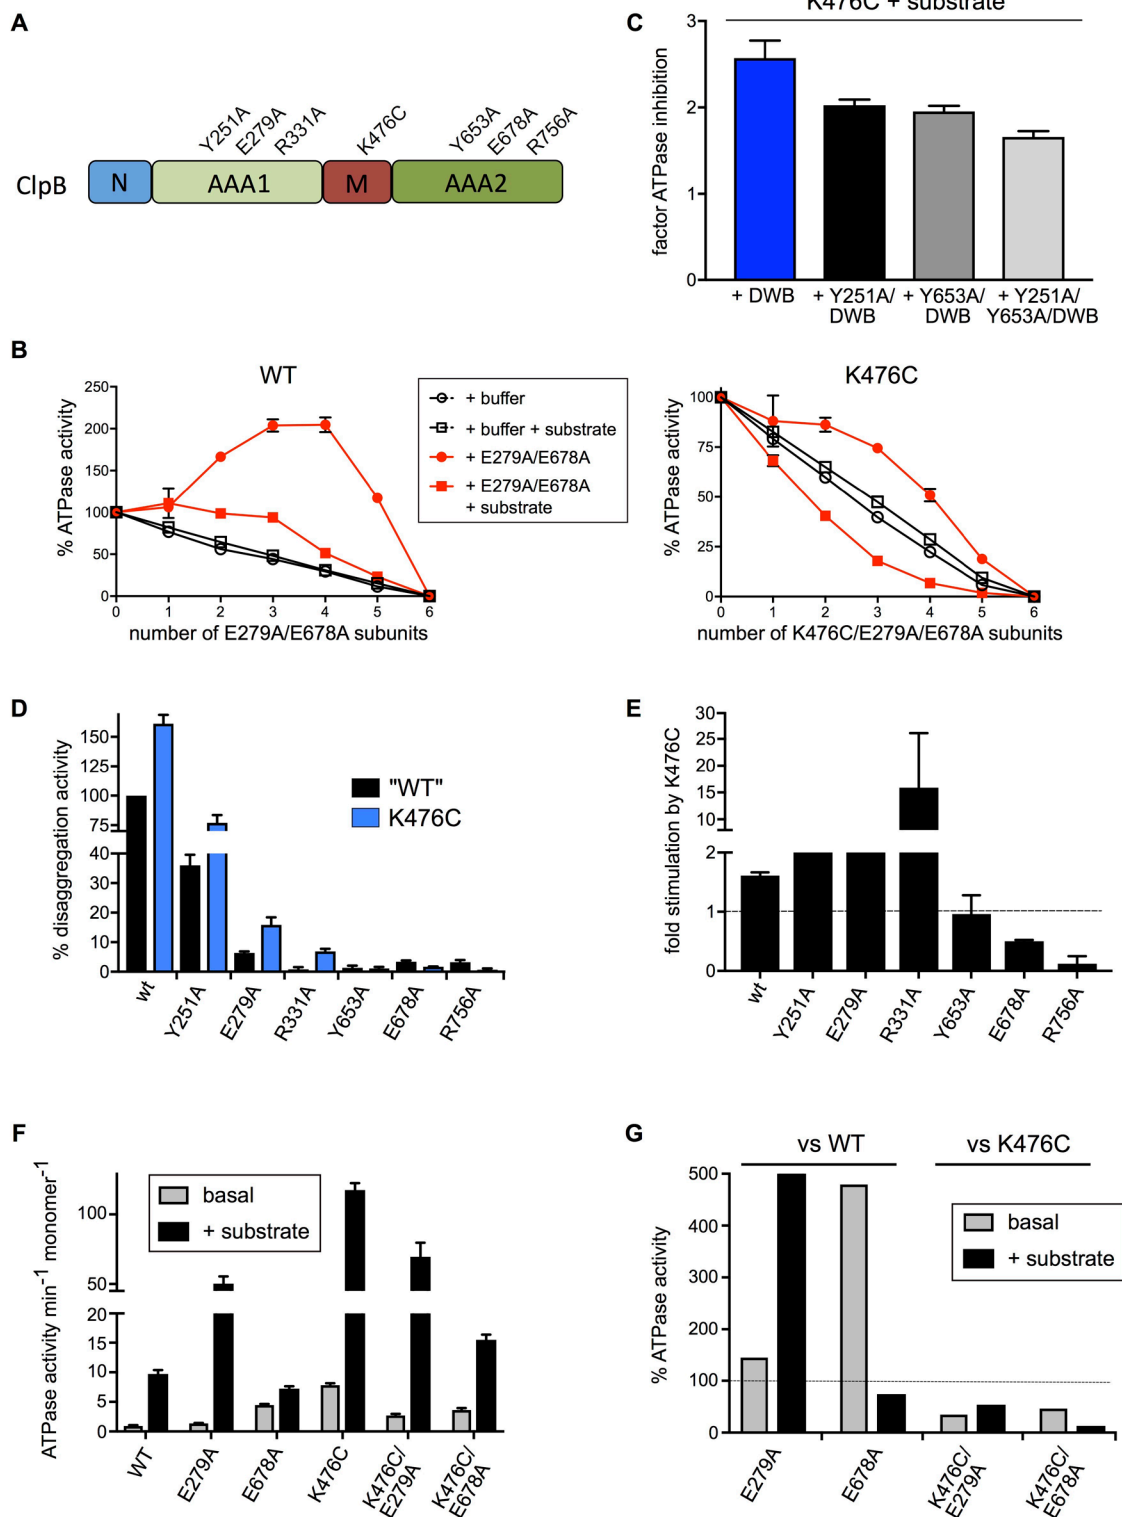 A
Y251A
E279A
R331A
K476C
Y653A
E678A
R756A
ClpB
N
AAA1
M
AAA2
C
K476C + substrate
factor ATPase inhibition
3
2
1
0
+ DWB
+ Y251A/
DWB
+ Y653A/
DWB
+ Y251A/
Y653A/DWB
B
WT
% ATPase activity
250
200
150
100
50
0
0 1 2 3 4 5 6
number of E279A/E678A subunits
+ buffer
+ buffer + substrate
+ E279A/E678A
+ E279A/E678A
+ substrate
K476C
% ATPase activity
100
75
50
25
0
0 1 2 3 4 5 6
number of K476C/E279A/E678A subunits
D
% disaggregation activity
150
125
100
75
40
30
20
10
0
"WT"
K476C
wt
Y251A
E279A
R331A
Y653A
E678A
R756A
E
fold stimulation by K476C
30
25
20
15
10
2
1
0
wt
Y251A
E279A
R331A
Y653A
E678A
R756A
F
ATPase activity min-1 monomer-1
100
50
20
15
10
5
0
basal
+ substrate
WT
E279A
E678A
K476C
K476C/
E279A
K476C/
E678A
G
vs WT
vs K476C
% ATPase activity
500
400
300
200
100
0
basal
+ substrate
E279A
E678A
K476C/
E279A
K476C/
E678A